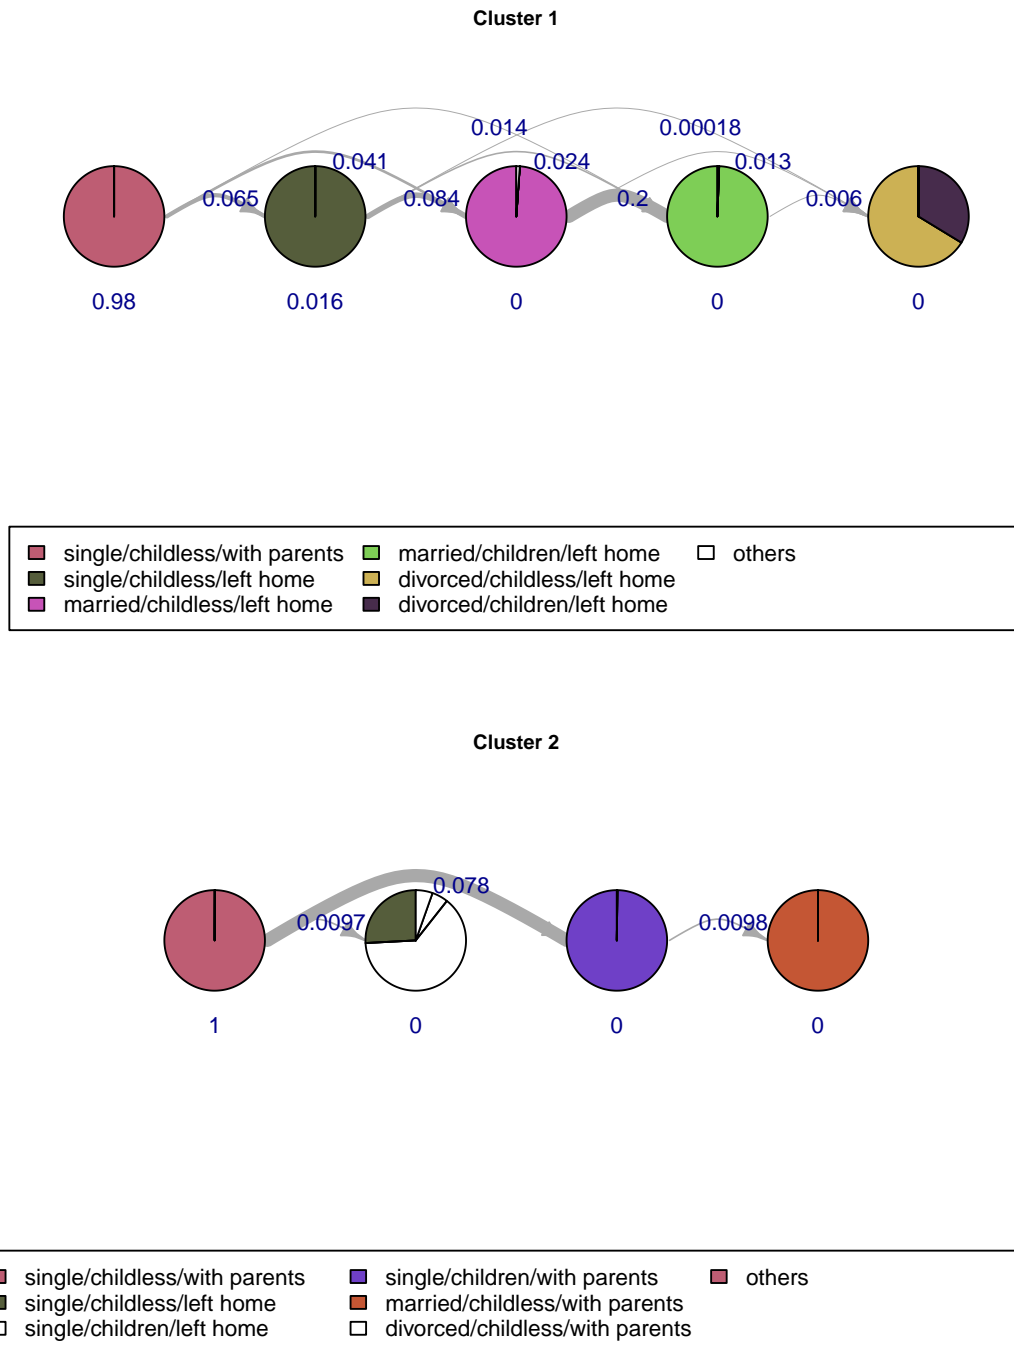 Cluster 1
0.014 0.00018
0.041 0.024 0.013
0.065 0.084 0.2 0.006
0.98 0.016 0 0 0
single/childless/with parents married/children/left home others
single/childless/left home divorced/childless/left home
married/childless/left home divorced/children/left home
Cluster 2
0.078
0.0097 0.0098
1 0 0 0
single/childless/with parents single/children/with parents others
single/childless/left home married/childless/with parents
single/children/left home divorced/childless/with parents